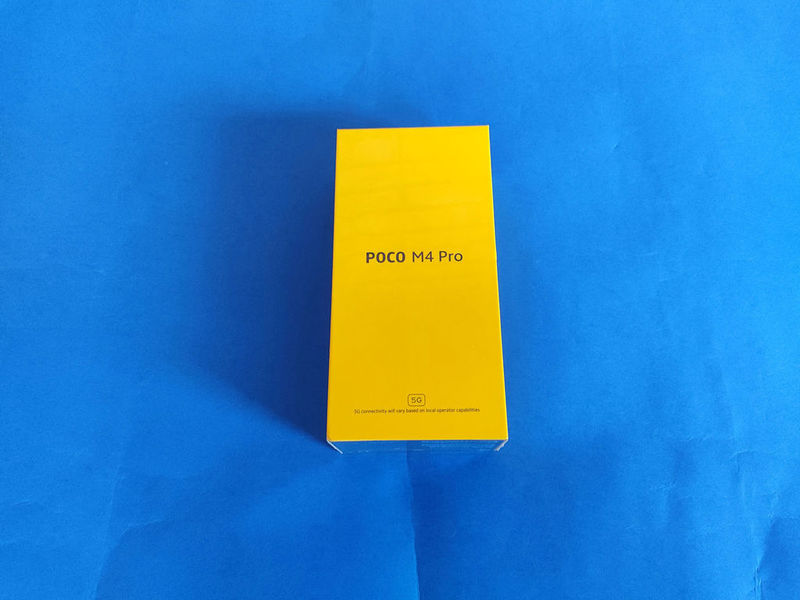 POCO M4 Pro
5G
5G connectivity will vary based on local operator capabilities